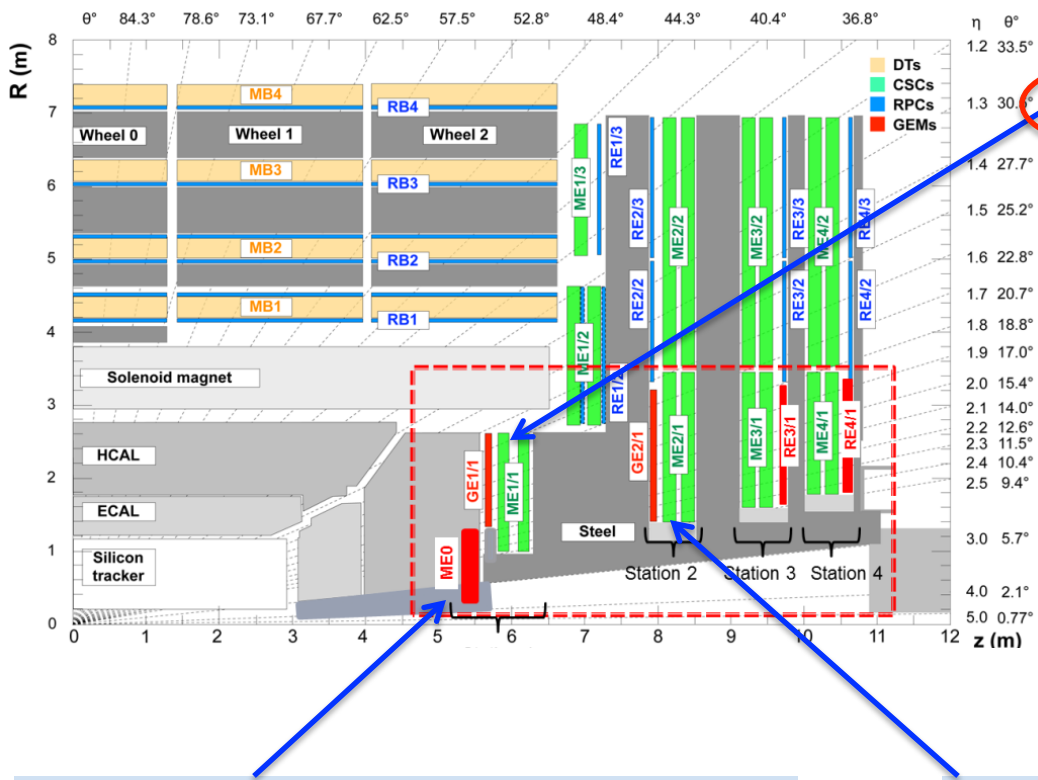 θ° 84.3° 78.6° 73.1° 67.7° 62.5° 57.5° 52.8° 48.4° 44.3° 40.4° 36.8° η θ°
R (m)
8 1.2 33.5°
DTs
CSCs
RPCs
GEMs
MB4
RB4
7 1.3
Wheel 0 Wheel 1 Wheel 2
MB3
RB3
6 1.4 27.7°
ME1/3
RE1/3
RE2/3
ME2/2
ME3/2
RE3/3
ME4/2
RE4/3
1.5 25.2°
MB2
RB2
5 1.6 22.8°
RE2/2
RE3/2
RE4/2
MB1
RB1
1.7 20.7°
4 1.8 18.8°
ME1/2
RE1/2
1.9 17.0°
Solenoid magnet
3 2.0 15.4°
2.1 14.0°
2.2 12.6°
HCAL
GE1/1
ME1/1
GE2/1
ME2/1
ME3/1
RE3/1
ME4/1
RE4/1
2.3 11.5°
2 2.4 10.4°
2.5 9.4°
ECAL
Steel
1 3.0 5.7°
Silicon
tracker
ME0
Station 2 Station 3 Station 4
4.0 2.1°
0 5.0 0.77°
0 1 2 3 4 5 6 7 8 9 10 11 12
z (m)